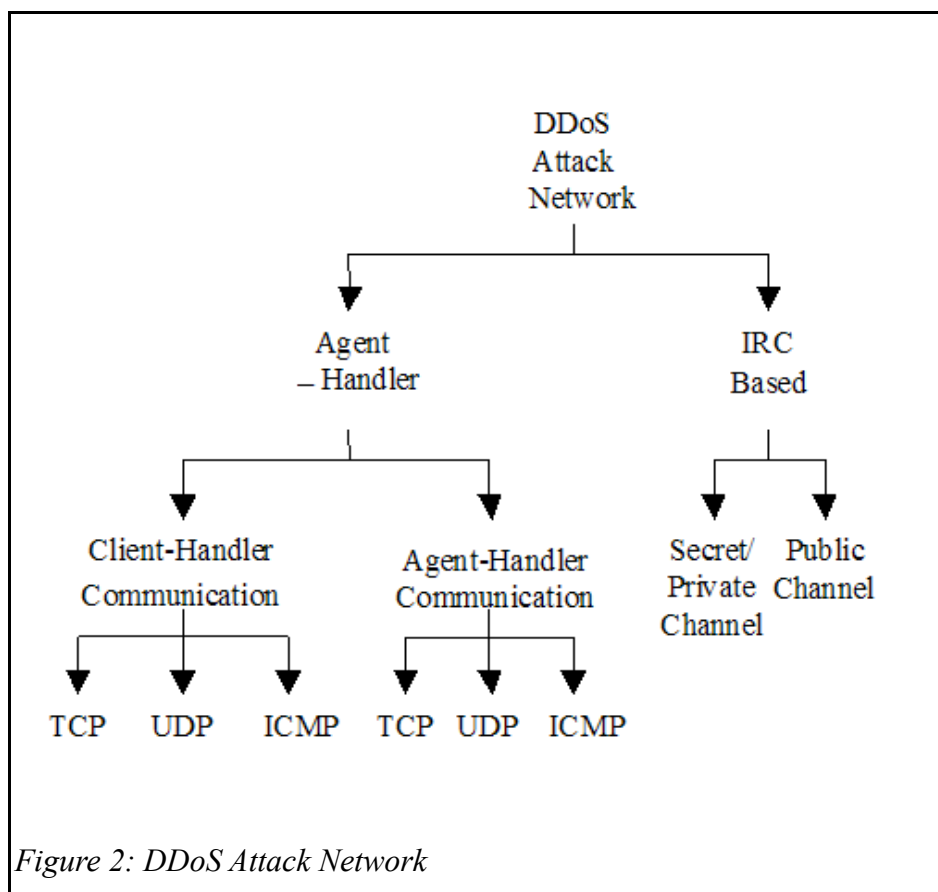 DDoS
Attack
Network
Agent
– Handler
IRC
Based
Client-Handler
Communication
Agent-Handler
Communication
Secret/
Private
Channel
Public
Channel
TCP
UDP
ICMP
TCP
UDP
ICMP
Figure 2: DDoS Attack Network